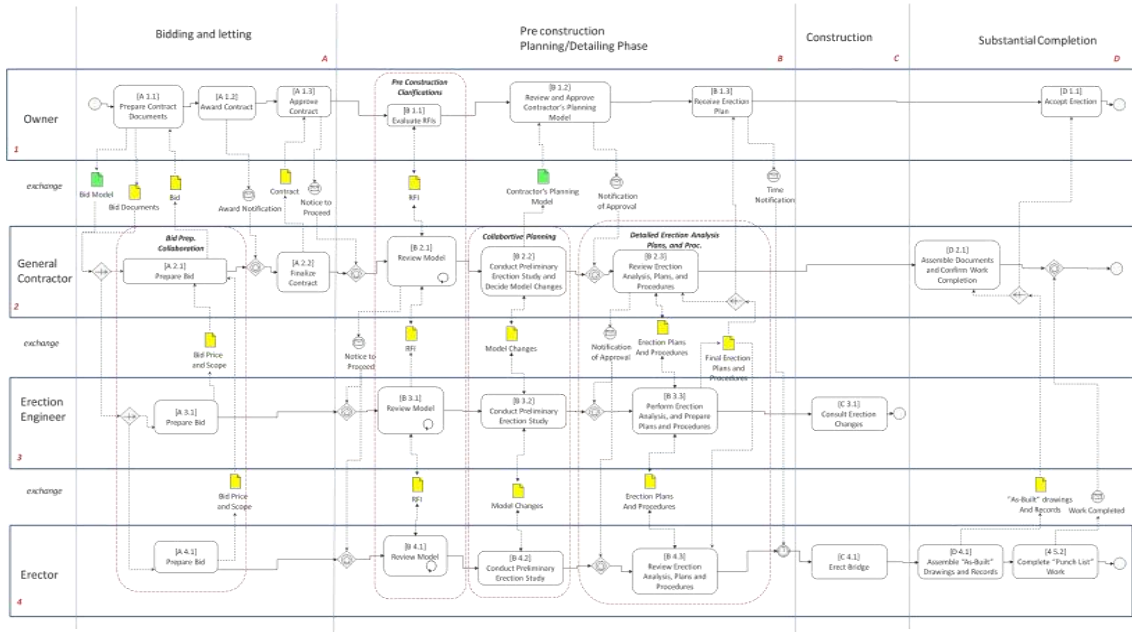 Bidding and letting
A
Pre construction
Planning/Detailing Phase
B
Construction
C
Substantial Completion
D
Owner
1
[A 1.1]
Prepare Contract
Documents
[A 1.2]
Award Contract
[A 1.3]
Approve
Contract
Pre Construction
Clarifications
[B 1.1]
Evaluate RFIs
[B 1.2]
Review and Approve
Contractor's Planning
Model
[B 1.3]
Receive Erection
Plan
[D 1.1]
Accept Erection
exchange
Bid Model
Bid Documents
Bid
Award Notification
Contract
Notice to
Proceed
RFI
Contractor's Planning
Model
Notification
of Approval
Time
Notification
General
Contractor
2
Bid Prep.
Collaboration
[A 2.1]
Prepare Bid
[A 2.2]
Finalize
Contract
[B 2.1]
Review Model
Collaborative Planning
[B 2.2]
Conduct Preliminary
Erection Study and
Decide Model Changes
Detailed Erection Analysis
Plans, and Proc.
[B 2.3]
Review Erection
Analysis, Plans, and
Procedures
[D 2.1]
Assemble Documents
and Confirm Work
Completion
exchange
Bid Price
and Scope
Notice to
Proceed
RFI
Model Changes
Notification
of Approval
Erection Plans
And Procedures
Final Erection
Plans and
Procedures
Erection
Engineer
3
[A 3.1]
Prepare Bid
[B 3.1]
Review Model
[B 3.2]
Conduct Preliminary
Erection Study
[B 3.3]
Perform Erection
Analysis, and Prepare
Plans and Procedures
[C 3.1]
Consult Erection
Changes
exchange
Bid Price
and Scope
RFI
Model Changes
Erection Plans
And Procedures
"As-Built" drawings
And Records
Work Completed
Erector
4
[A 4.1]
Prepare Bid
[B 4.1]
Review Model
[B 4.2]
Conduct Preliminary
Erection Study
[B 4.3]
Review Erection
Analysis, Plans and
Procedures
[C 4.1]
Erect Bridge
[D 4.1]
Assemble "As-Built"
Drawings and Records
[4 5.2]
Complete "Punch List"
Work